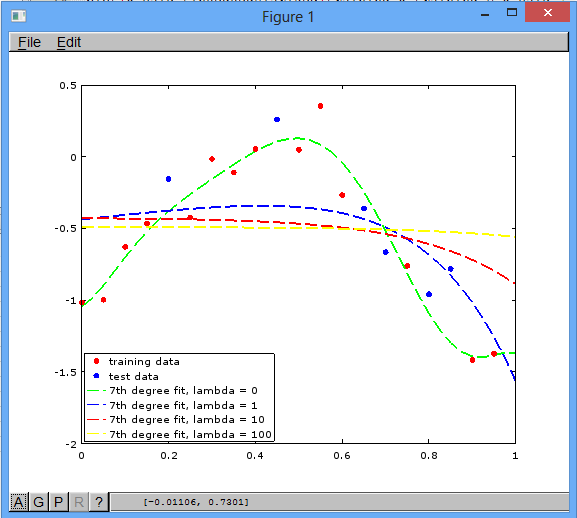 Figure 1
File Edit
0.5
0
-0.5
-1
-1.5
-2
training data
test data
7th degree fit, lambda = 0
7th degree fit, lambda = 1
7th degree fit, lambda = 10
7th degree fit, lambda = 100
0 0.2 0.4 0.6 0.8 1
A G P R ? [-0.01106, 0.7301]